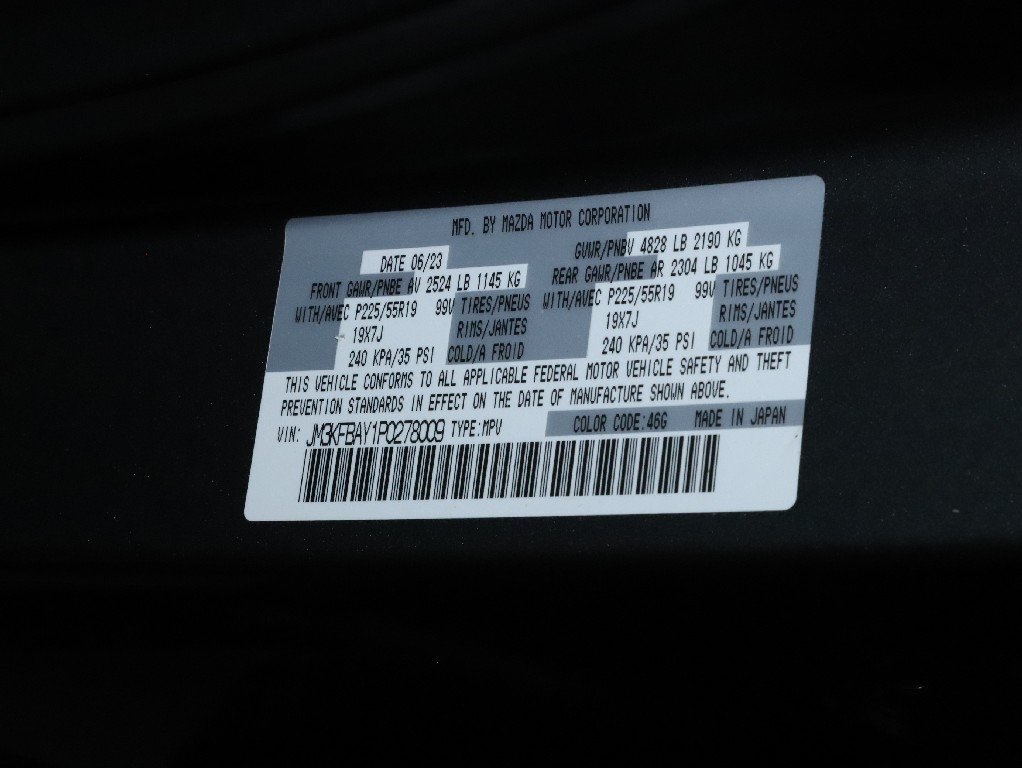 MFD. BY MAZDA MOTOR CORPORATION
DATE 06/23 GVWR/PNBV 4828 LB 2190 KG
FRONT GAWR/PNBE AV 2524 LB 1145 KG REAR GAWR/PNBE AR 2304 LB 1045 KG
WITH/AVEC P225/55R19 99V TIRES/PNEUS WITH/AVEC P225/55R19 99V TIRES/PNEUS
19X7J RIMS/JANTES 19X7J RIMS/JANTES
240 KPA/35 PSI COLD/A FROID 240 KPA/35 PSI COLD/A FROID
THIS VEHICLE CONFORMS TO ALL APPLICABLE FEDERAL MOTOR VEHICLE SAFETY AND THEFT
PREVENTION STANDARDS IN EFFECT ON THE DATE OF MANUFACTURE SHOWN ABOVE.
VIN: JM3KFBAY1P0278009 TYPE:MPV COLOR CODE:46G MADE IN JAPAN